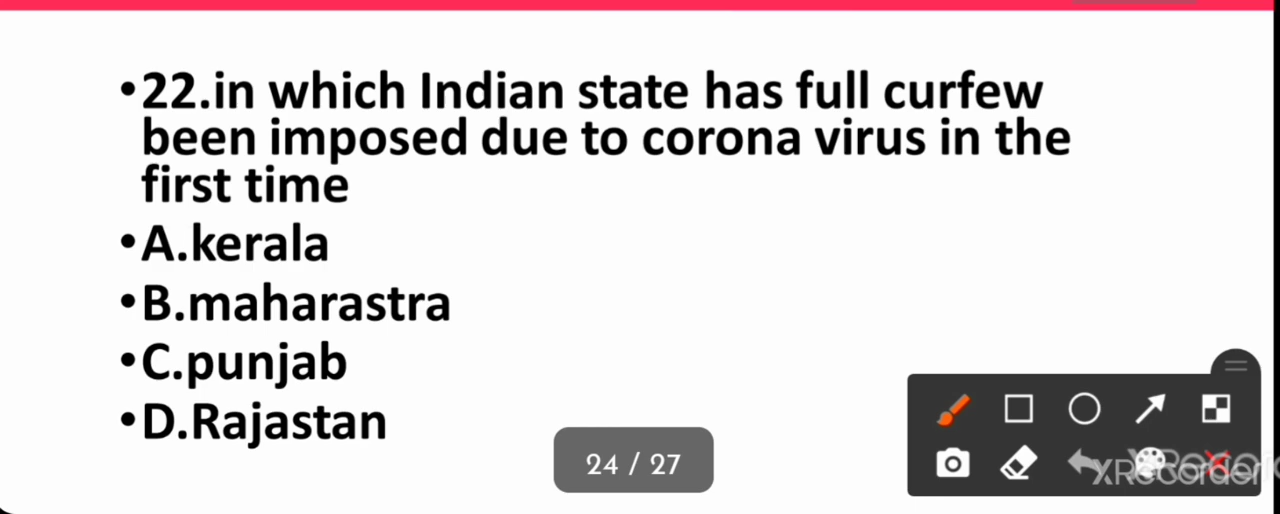 •22.in which Indian state has full curfew
been imposed due to corona virus in the
first time
•A.kerala
•B.maharastra
•C.punjab
•D.Rajastan
24 / 27
XRecorder
XRecorder